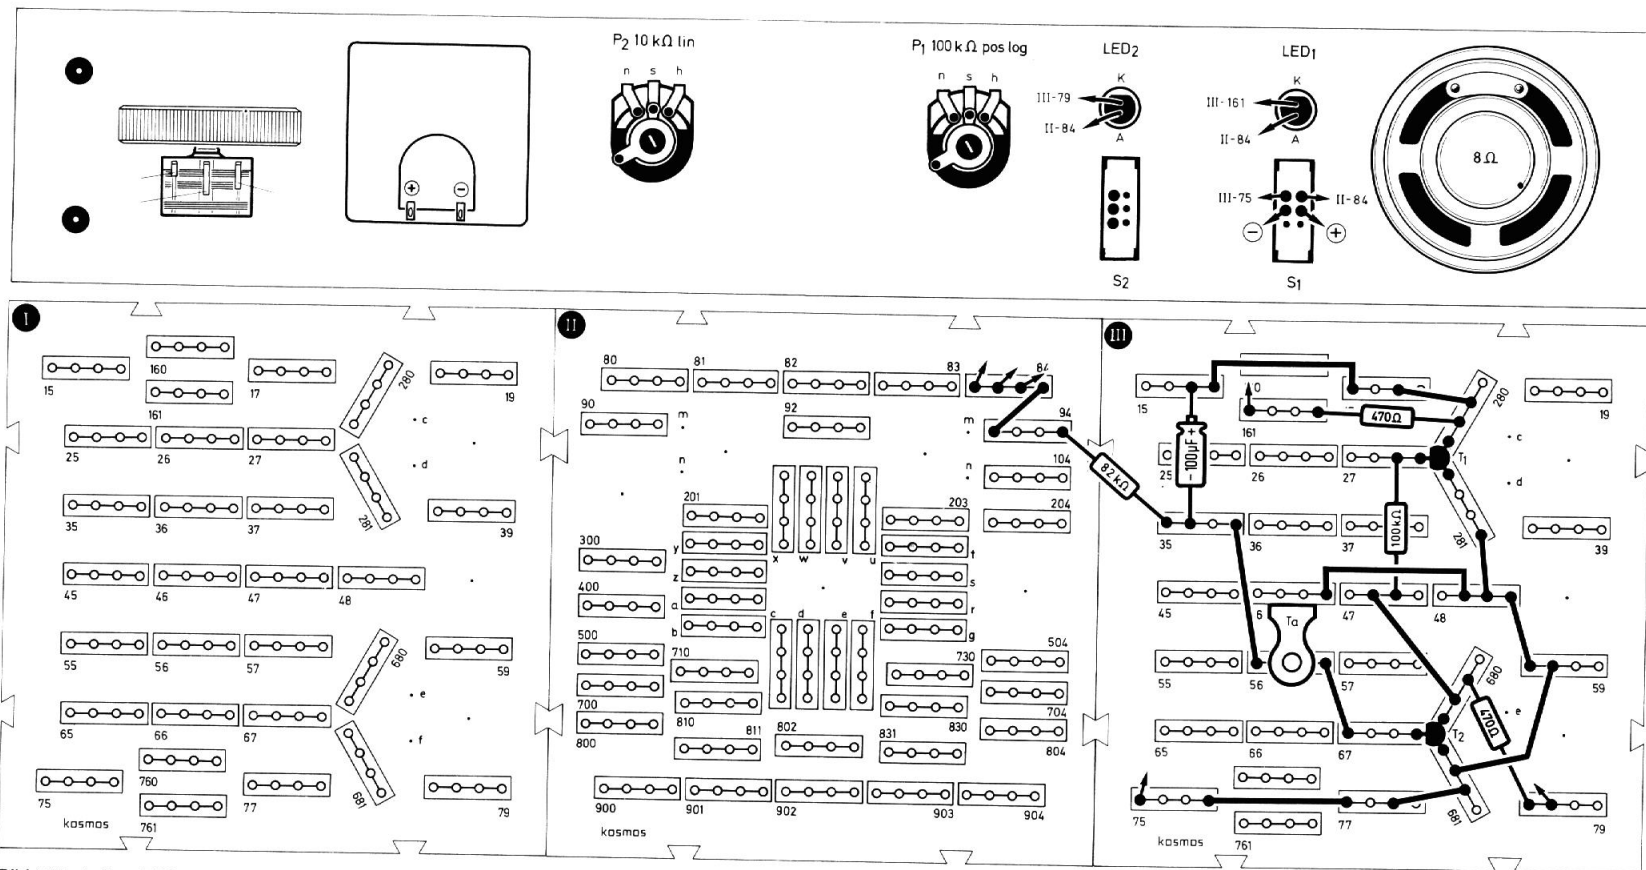 P₂ 10 kΩ lin
n s h
P₁ 100 kΩ pos log
n s h
LED₂
K
III-79
II-84
A
S₂
LED₁
K
III-161
II-84
A
III-75
II-84
− +
S₁
8Ω
+ −
I
160
15 17 280 19
161
c
25 26 27
d
35 36 37 281 39
45 46 47 48
55 56 57 680 59
e
65 66 67
f
760
75 77 681 79
kosmos 761
II
80 81 82 83 84
90 m 92 m 94
n n 104
201 203 204
300 y x w v u t
z s
400 a c d e f r
b g
500 710 730 504
700 810 830 704
800 811 802 831 804
900 901 902 903 904
kosmos
III
15 0 280 19
161 470Ω
c
25 − 100µF + 26 27 T₁
d
82 kΩ
35 36 37 100kΩ 281 39
45 6 47 48
Ta
55 56 57 680 59
470Ω e
65 66 67 T₂
75 77 681 79
kosmos 761